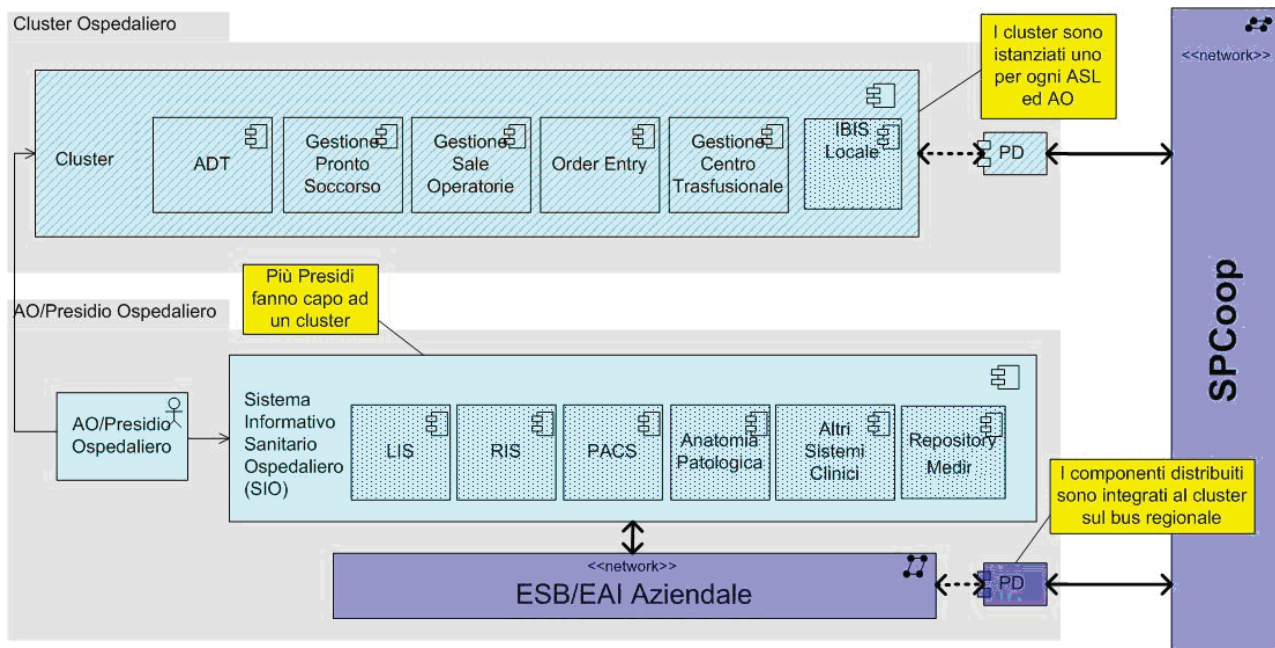 Cluster Ospedaliero
I cluster sono
istanziati uno
per ogni ASL
ed AO
<<network>>
Cluster
ADT
Gestione
Pronto
Soccorso
Gestione
Sale
Operatorie
Order Entry
Gestione
Centro
Trasfusionale
IBIS
Locale
PD
SPCoop
Più Presidi
fanno capo ad
un cluster
AO/Presidio Ospedaliero
AO/Presidio
Ospedaliero
Sistema
Informativo
Sanitario
Ospedaliero
(SIO)
LIS
RIS
PACS
Anatomia
Patologica
Altri
Sistemi
Clinici
Repository
Medir
I componenti distribuiti
sono integrati al cluster
sul bus regionale
<<network>>
ESB/EAI Aziendale
PD